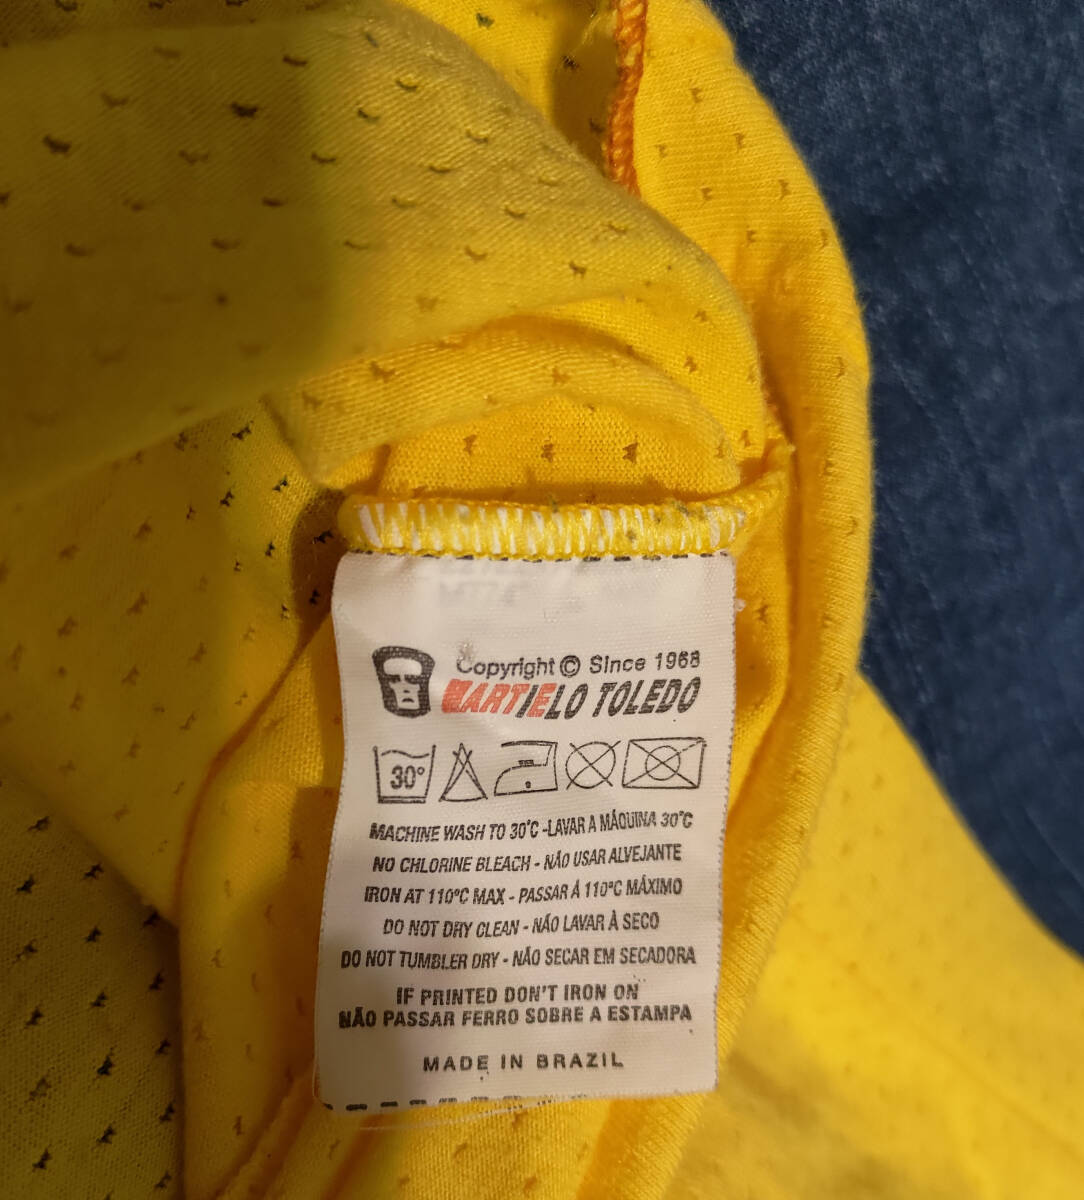 Copyright © Since 1968
MARTIELO TOLEDO
30°
MACHINE WASH TO 30°C -LAVAR A MÁQUINA 30°C
NO CHLORINE BLEACH - NÃO USAR ALVEJANTE
IRON AT 110°C MAX - PASSAR Á 110°C MÁXIMO
DO NOT DRY CLEAN - NÃO LAVAR À SECO
DO NOT TUMBLER DRY - NÃO SECAR EM SECADORA
IF PRINTED DON'T IRON ON
NÃO PASSAR FERRO SOBRE A ESTAMPA
MADE IN BRAZIL